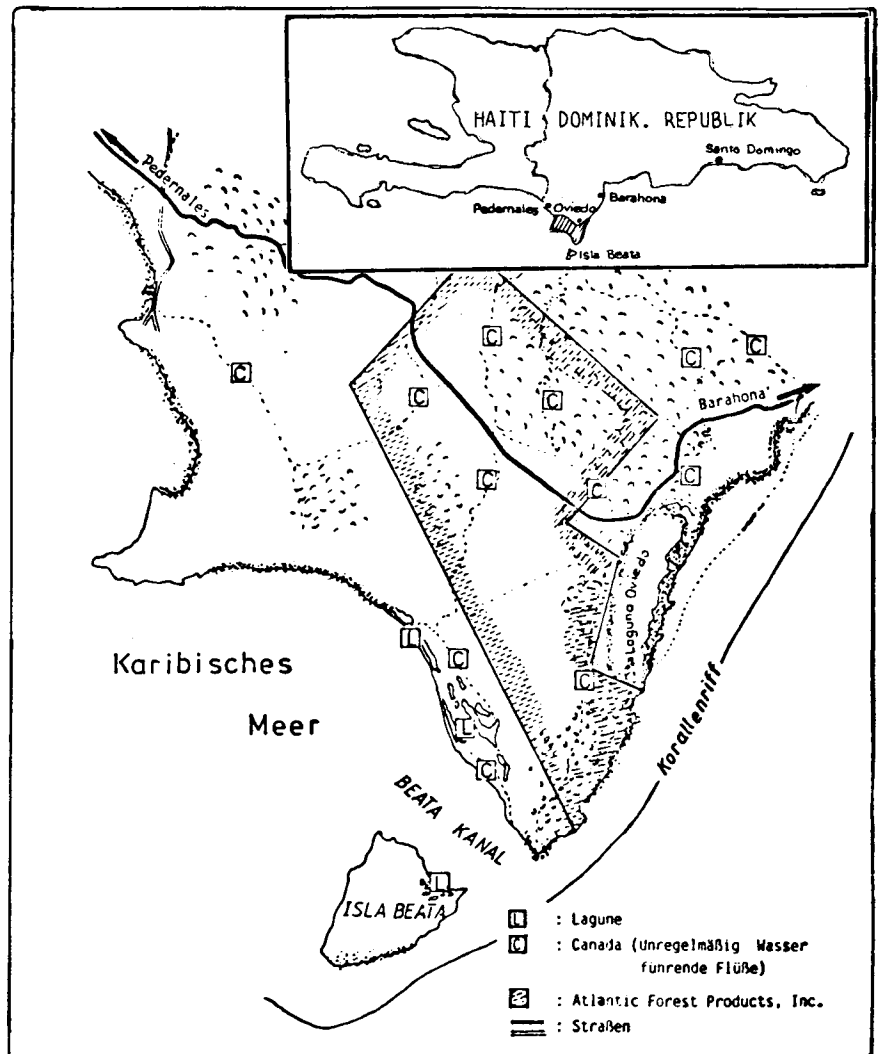 HAITI DOMINIK. REPUBLIK
Santo Domingo
Barahona
Pedernales
Oviedo
Isla Beata
Pedernales
C
C
C
C
C
C
Barahona
C
C
C
Laguna Oviedo
L
C
C
L
C
Karibisches
Meer
Korallenriff
BEATA KANAL
L
ISLA BEATA
L : Lagune
C : Canada (Unregelmäßig Wasser
führende Flüße)
: Atlantic Forest Products, Inc.
: Straßen